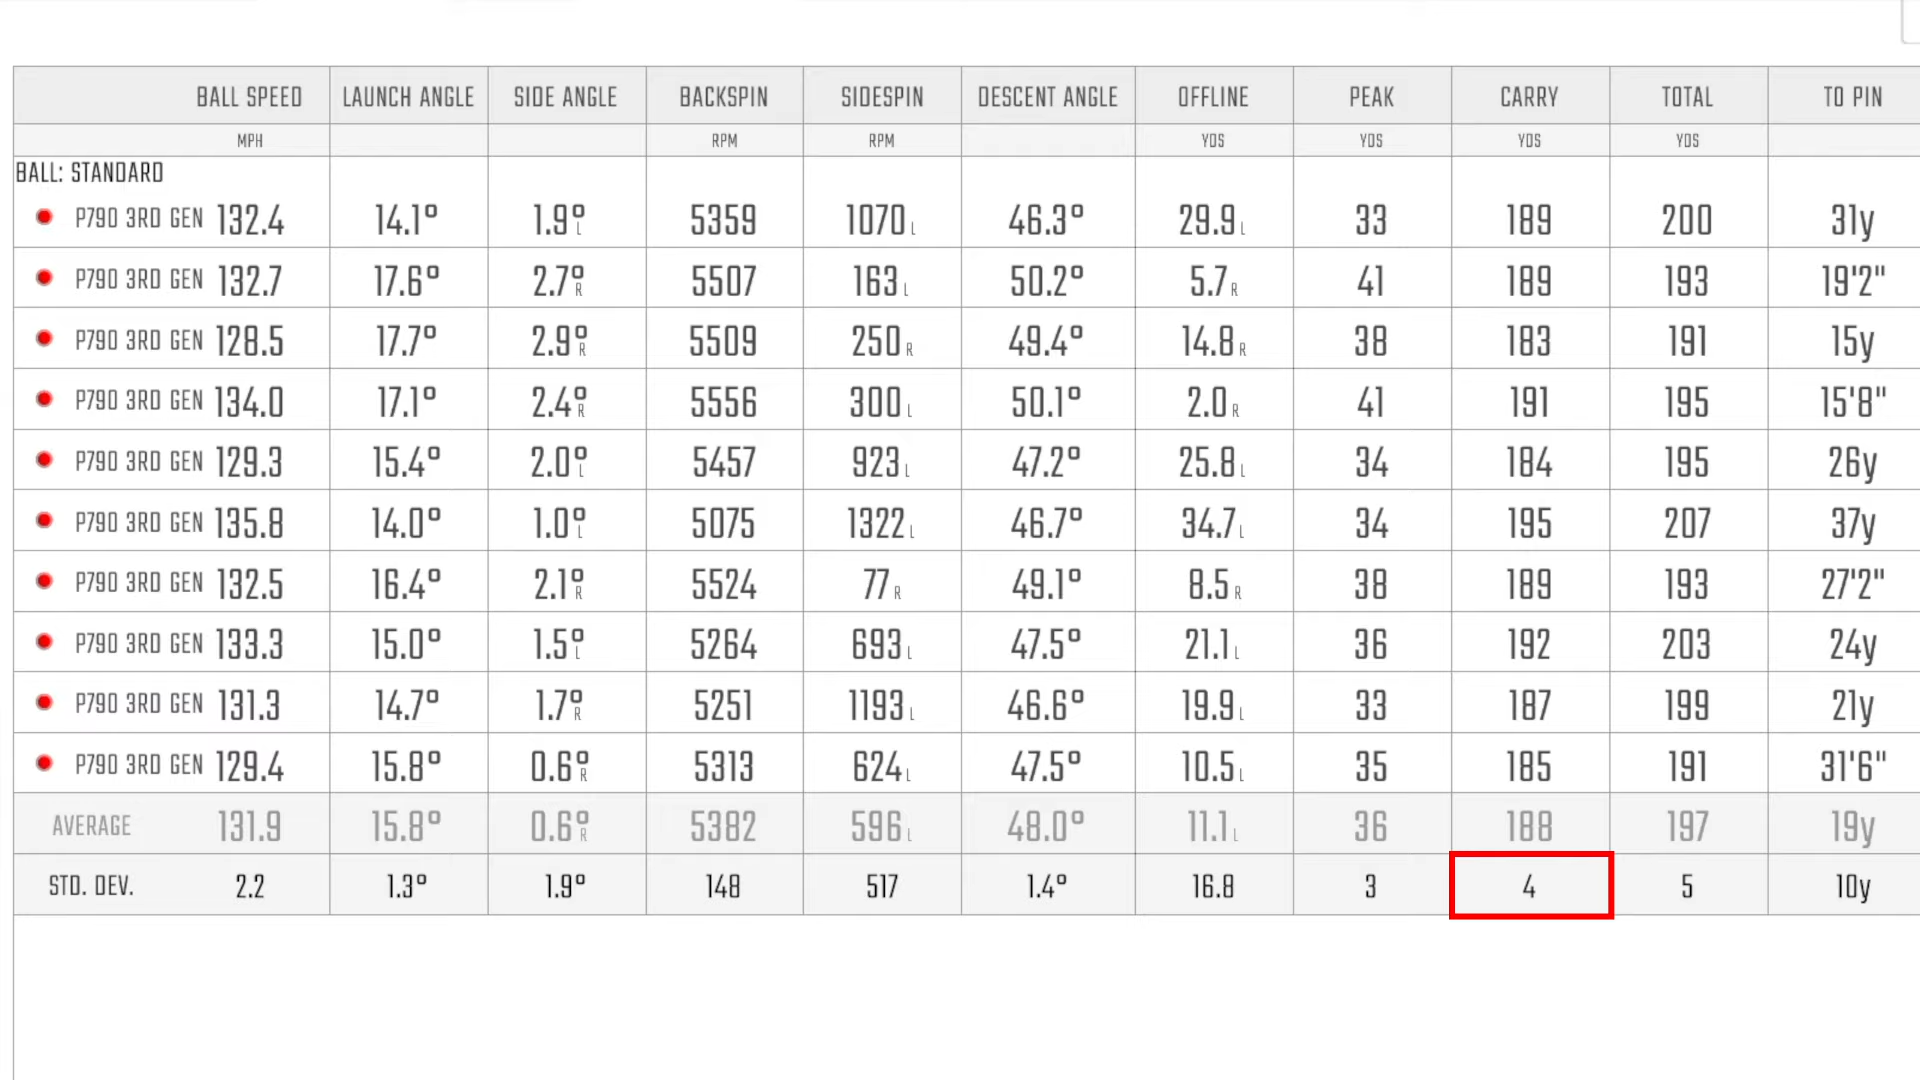 BALL SPEED LAUNCH ANGLE SIDE ANGLE BACKSPIN SIDESPIN DESCENT ANGLE OFFLINE PEAK CARRY TOTAL TO PIN
MPH RPM RPM YDS YDS YDS YDS
BALL: STANDARD
P790 3RD GEN 132.4 14.1° 1.9° L 5359 1070 L 46.3° 29.9 L 33 189 200 31y
P790 3RD GEN 132.7 17.6° 2.7° R 5507 163 L 50.2° 5.7 R 41 189 193 19'2"
P790 3RD GEN 128.5 17.7° 2.9° R 5509 250 R 49.4° 14.8 R 38 183 191 15y
P790 3RD GEN 134.0 17.1° 2.4° R 5556 300 L 50.1° 2.0 R 41 191 195 15'8"
P790 3RD GEN 129.3 15.4° 2.0° L 5457 923 L 47.2° 25.8 L 34 184 195 26y
P790 3RD GEN 135.8 14.0° 1.0° L 5075 1322 L 46.7° 34.7 L 34 195 207 37y
P790 3RD GEN 132.5 16.4° 2.1° R 5524 77 R 49.1° 8.5 R 38 189 193 27'2"
P790 3RD GEN 133.3 15.0° 1.5° L 5264 693 L 47.5° 21.1 L 36 192 203 24y
P790 3RD GEN 131.3 14.7° 1.7° R 5251 1193 L 46.6° 19.9 L 33 187 199 21y
P790 3RD GEN 129.4 15.8° 0.6° R 5313 624 L 47.5° 10.5 L 35 185 191 31'6"
AVERAGE 131.9 15.8° 0.6° R 5382 596 L 48.0° 11.1 L 36 188 197 19y
STD. DEV. 2.2 1.3° 1.9° 148 517 1.4° 16.8 3 4 5 10y